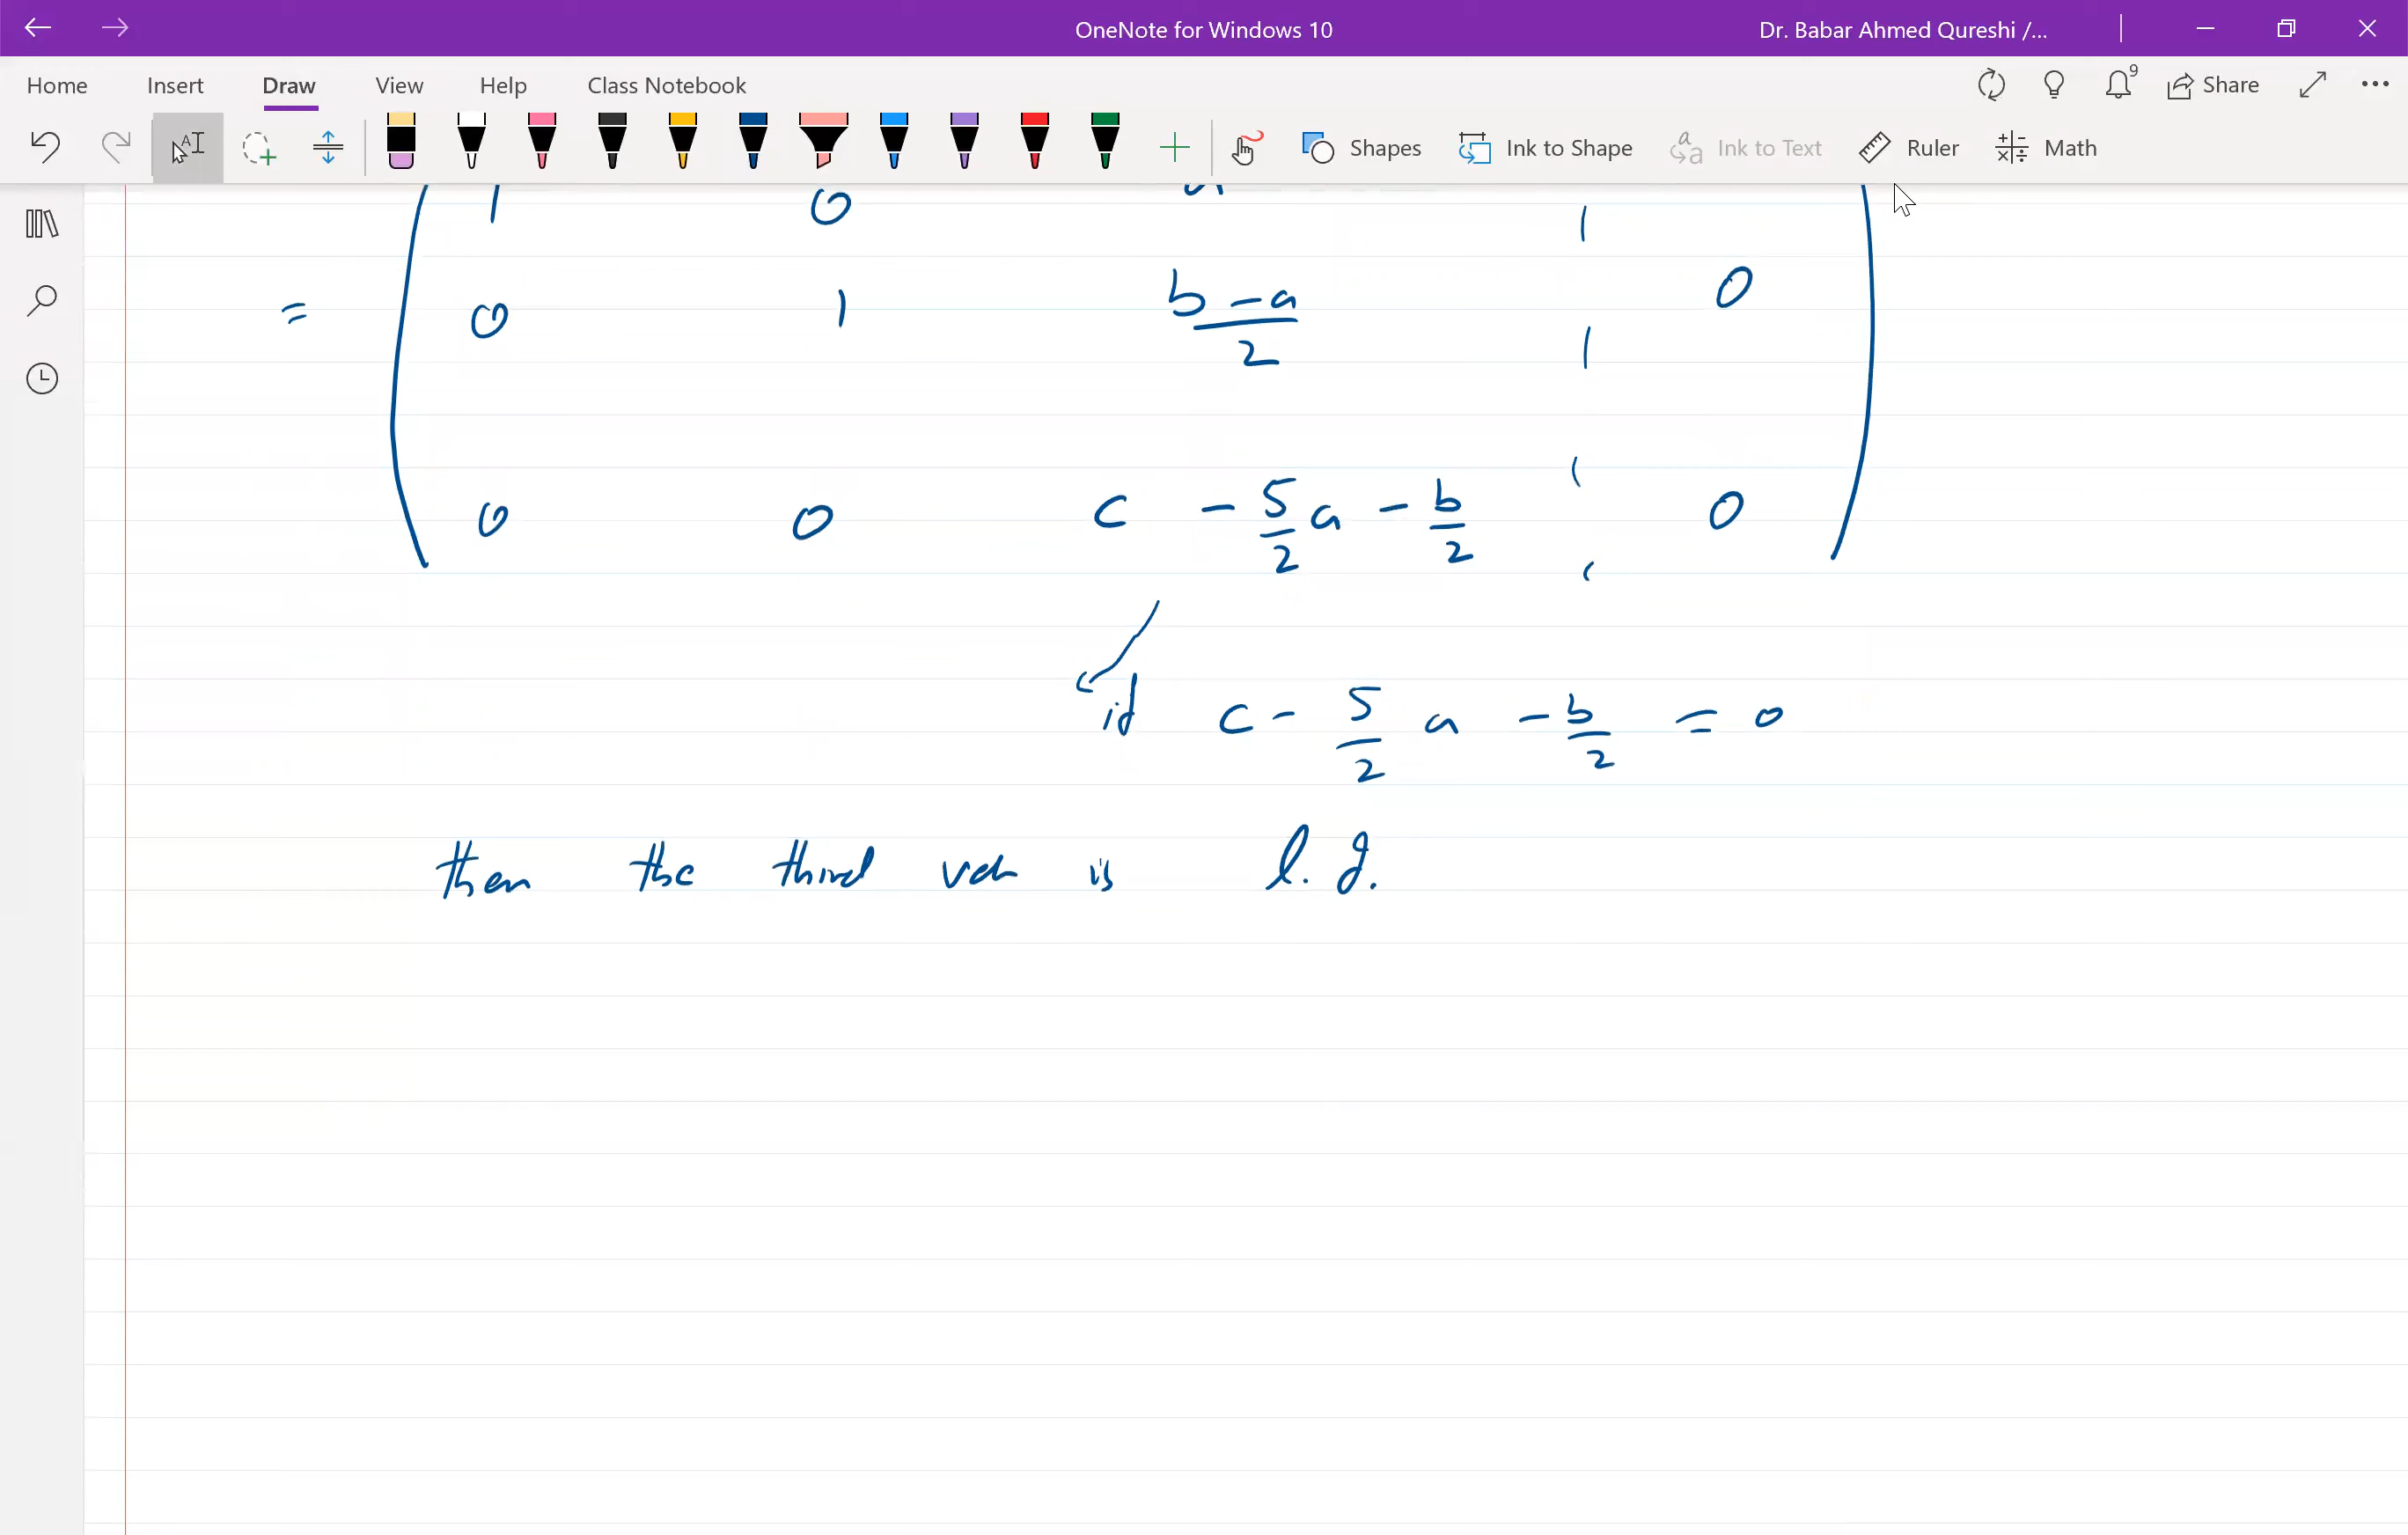 OneNote for Windows 10
Dr. Babar Ahmed Qureshi /...
Home Insert Draw View Help Class Notebook
9 Share
Shapes Ink to Shape Ink to Text Ruler Math
1 0 a
= 0 1 b - a / 2 0
0 0 c - 5/2 a - b/2 0
if c - 5/2 a - b/2 = 0
then the third is l. d.